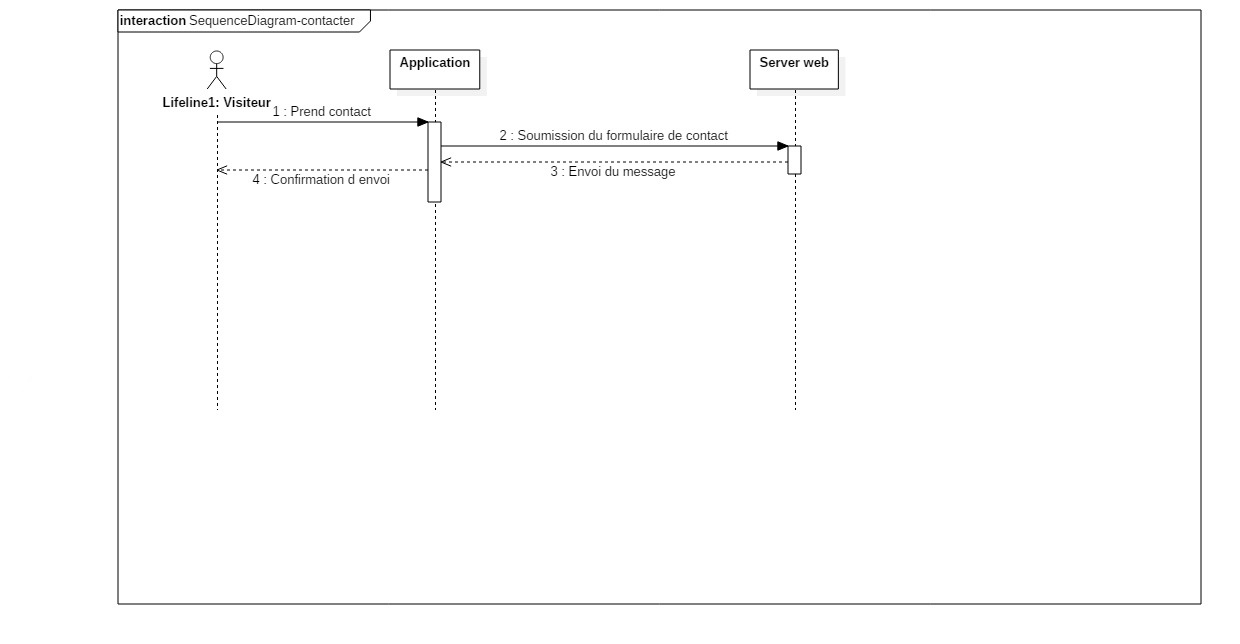 interaction SequenceDiagram-contacter
Application
Server web
Lifeline1: Visiteur
1 : Prend contact
2 : Soumission du formulaire de contact
3 : Envoi du message
4 : Confirmation d envoi